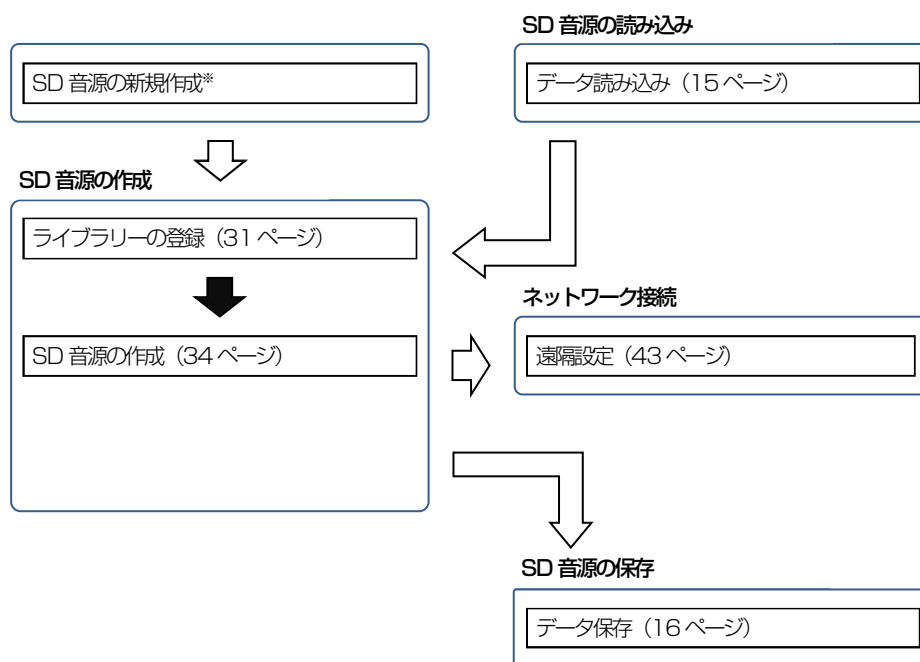 SD 音源の新規作成※
SD 音源の読み込み
データ読み込み（15 ページ）
SD 音源の作成
ライブラリーの登録（31 ページ）
SD 音源の作成（34 ページ）
ネットワーク接続
遠隔設定（43 ページ）
SD 音源の保存
データ保存（16 ページ）